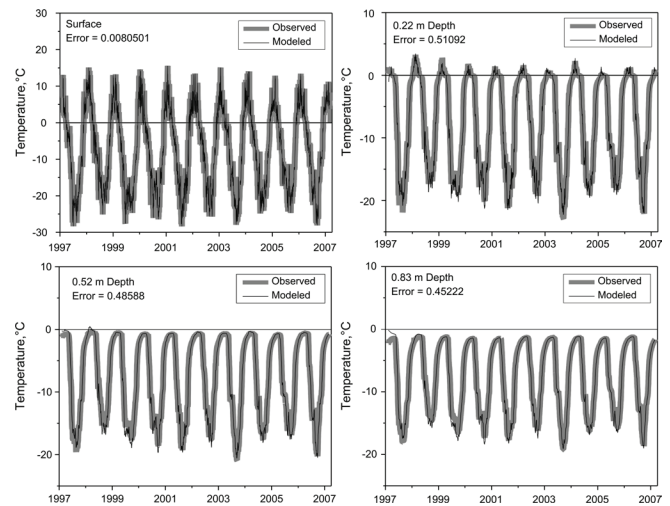 Surface
Error = 0.0080501
Observed
Modeled
Temperature,°C
30
20
10
0
-10
-20
-30
1997
1999
2001
2003
2005
2007
0.22 m Depth
Error = 0.51092
Observed
Modeled
Temperature,°C
10
0
-10
-20
1997
1999
2001
2003
2005
2007
0.52 m Depth
Error = 0.48588
Observed
Modeled
Temperature,°C
10
0
-10
-20
1997
1999
2001
2003
2005
2007
0.83 m Depth
Error = 0.45222
Observed
Modeled
Temperature,°C
10
0
-10
-20
1997
1999
2001
2003
2005
2007